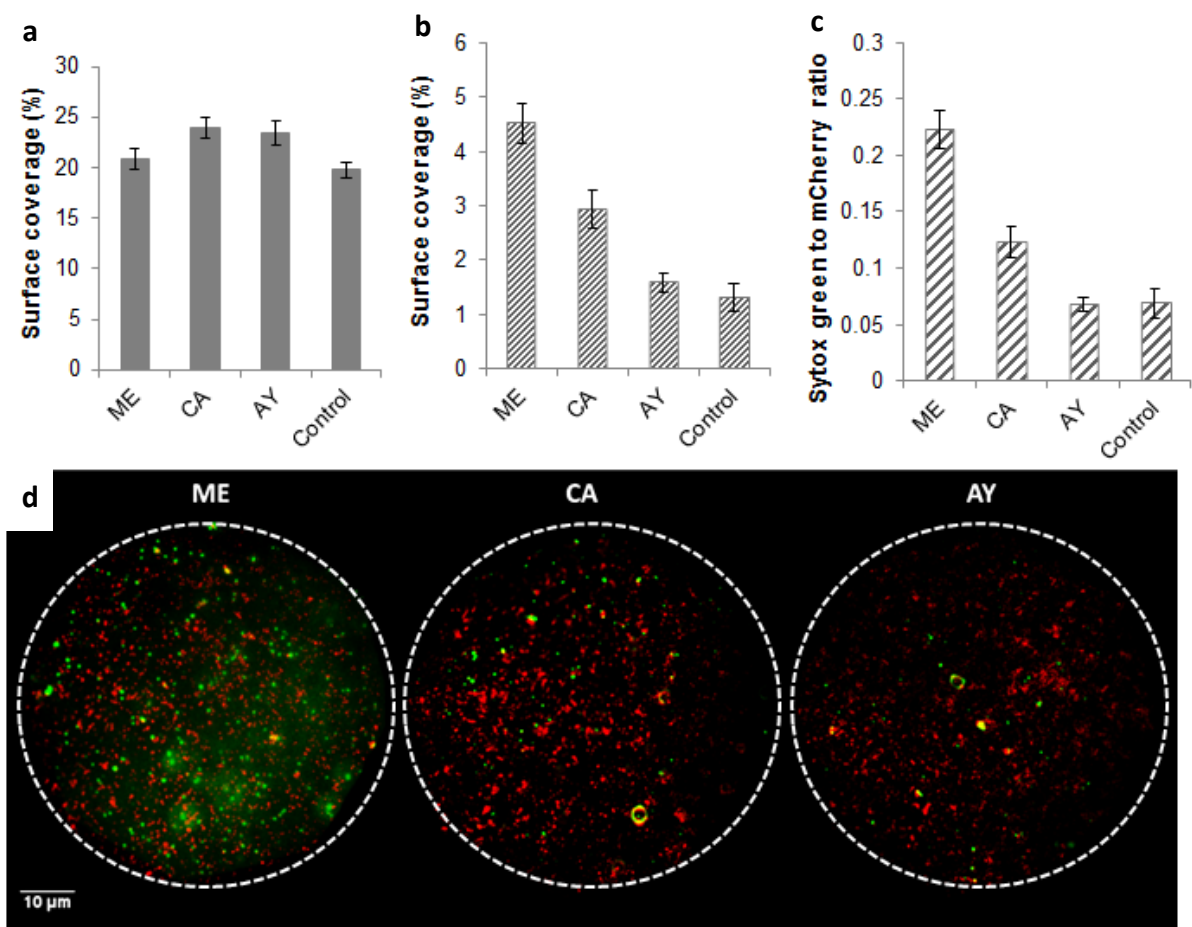 a
Surface coverage (%)
30
25
20
15
10
5
0
ME
CA
AY
Control
b
Surface coverage (%)
6
5
4
3
2
1
0
ME
CA
AY
Control
c
Sytox green to mCherry ratio
0.3
0.25
0.2
0.15
0.1
0.05
0
ME
CA
AY
Control
d
ME
CA
AY
10 µm